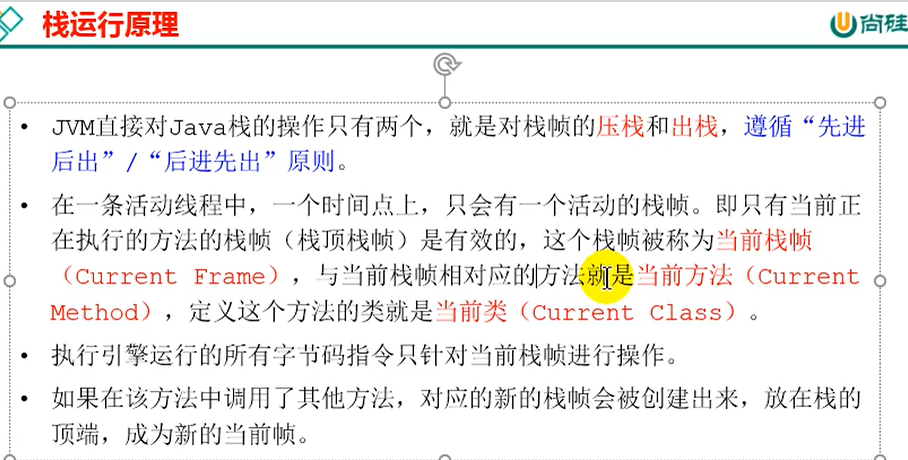 栈运行原理
尚硅
JVM直接对Java栈的操作只有两个，就是对栈帧的压栈和出栈，遵循“先进
后出”/“后进先出”原则。
在一条活动线程中，一个时间点上，只会有一个活动的栈帧。即只有当前正
在执行的方法的栈帧（栈顶栈帧）是有效的，这个栈帧被称为当前栈帧
（Current Frame），与当前栈帧相对应的方法就是当前方法（Current
Method），定义这个方法的类就是当前类（Current Class）。
执行引擎运行的所有字节码指令只针对当前栈帧进行操作。
如果在该方法中调用了其他方法，对应的新的栈帧会被创建出来，放在栈的
顶端，成为新的当前帧。